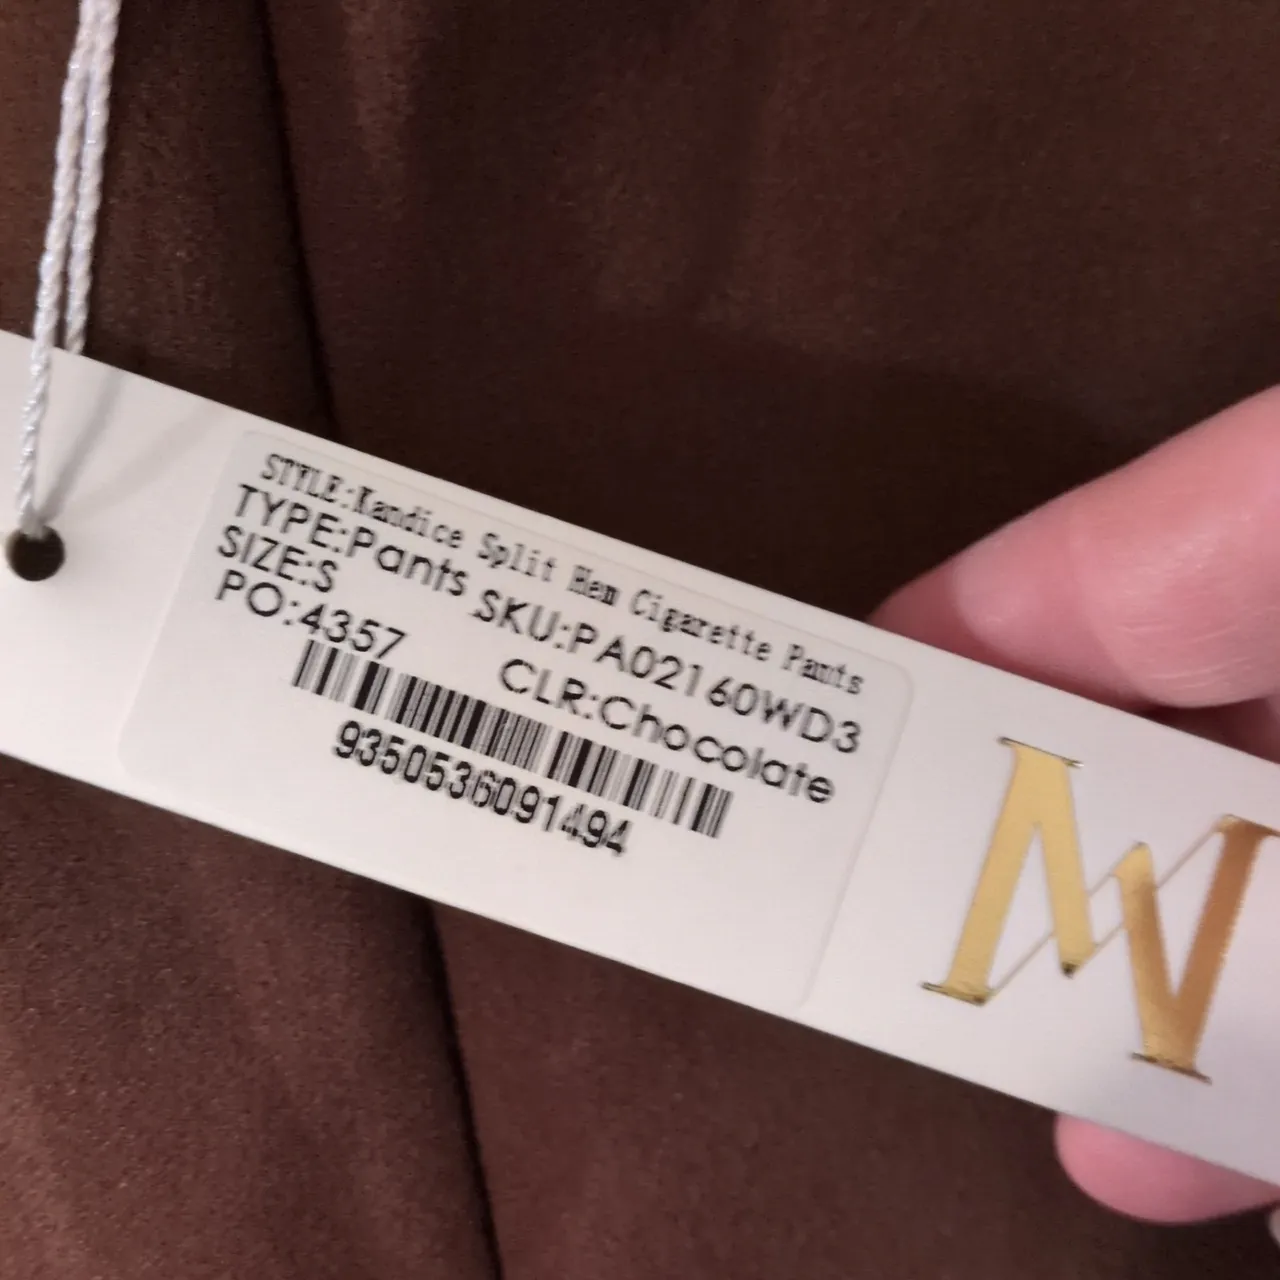 STYLE:Kandice Split Hem Cigarette Pants
TYPE:Pants SKU:PA02160WD3
SIZE:S CLR:Chocolate
PO:4357
9350536091494